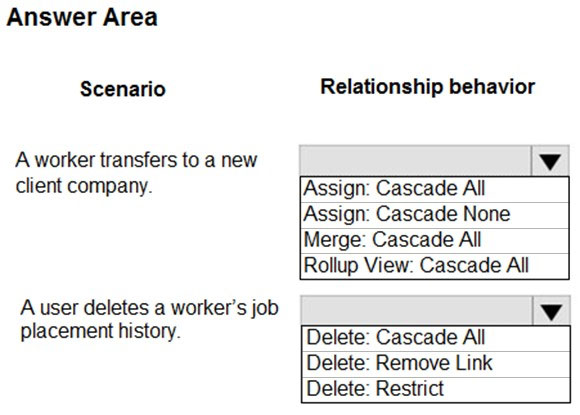 Answer Area
Scenario
Relationship behavior
A worker transfers to a new
client company.
Assign: Cascade All
Assign: Cascade None
Merge: Cascade All
Rollup View: Cascade All
A user deletes a worker's job
placement history.
Delete: Cascade All
Delete: Remove Link
Delete: Restrict